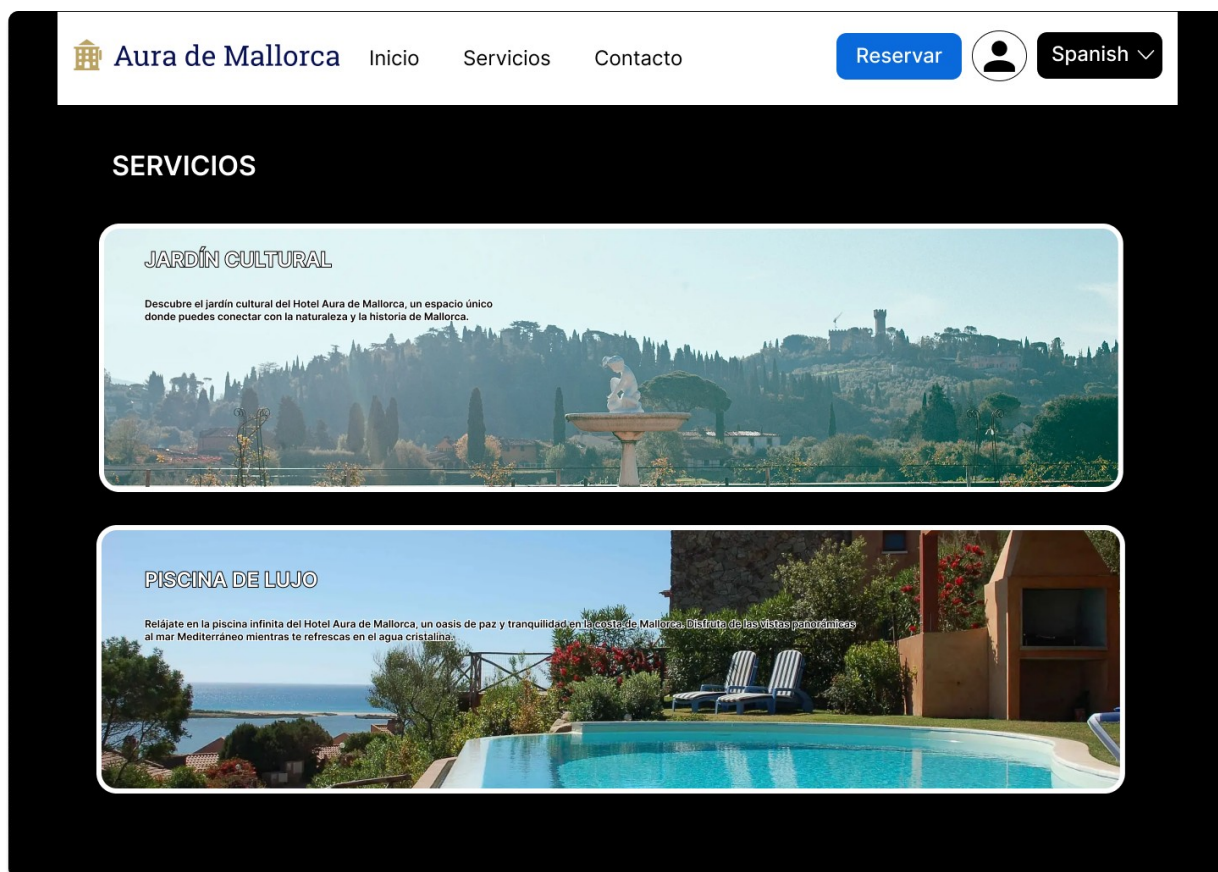 Aura de Mallorca Inicio Servicios Contacto Reservar Spanish
SERVICIOS
JARDÍN CULTURAL
Descubre el jardín cultural del Hotel Aura de Mallorca, un espacio único
donde puedes conectar con la naturaleza y la historia de Mallorca.
PISCINA DE LUJO
Relájate en la piscina infinita del Hotel Aura de Mallorca, un oasis de paz y tranquilidad en la costa de Mallorca. Disfruta de las vistas panorámicas
al mar Mediterráneo mientras te refrescas en el agua cristalina.